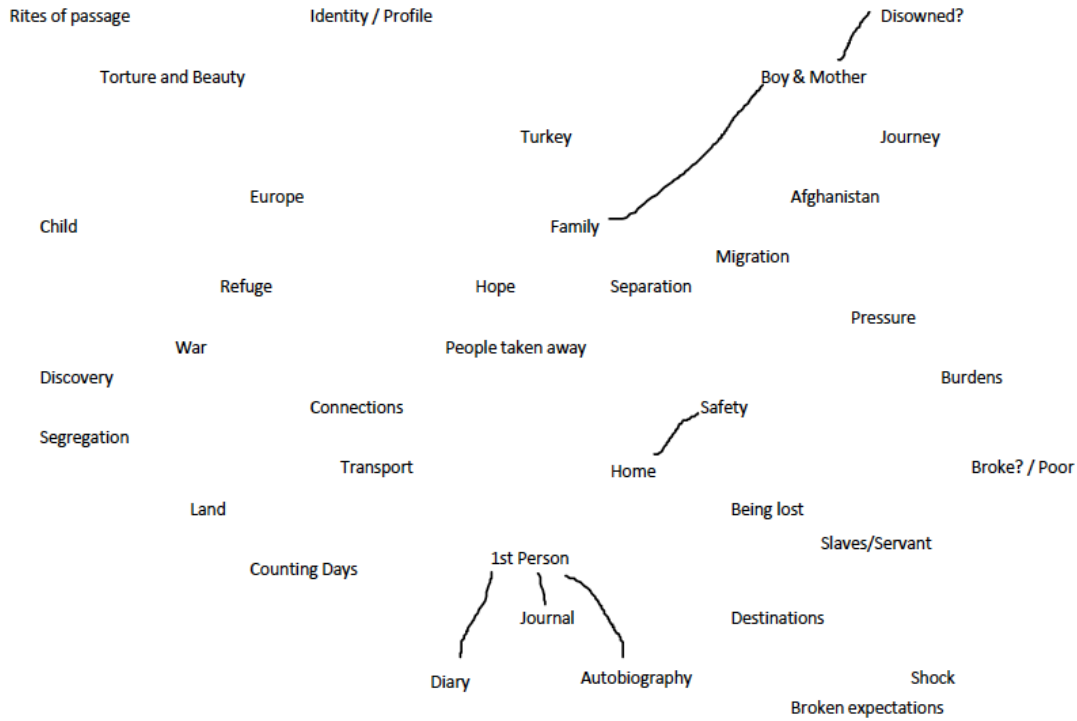 Rites of passage
Identity / Profile
Disowned?
Torture and Beauty
Boy & Mother
Turkey
Journey
Europe
Afghanistan
Child
Family
Migration
Refuge
Hope
Separation
Pressure
War
People taken away
Discovery
Burdens
Connections
Safety
Segregation
Transport
Home
Broke? / Poor
Land
Being lost
Slaves/Servant
1st Person
Counting Days
Journal
Destinations
Diary
Autobiography
Shock
Broken expectations